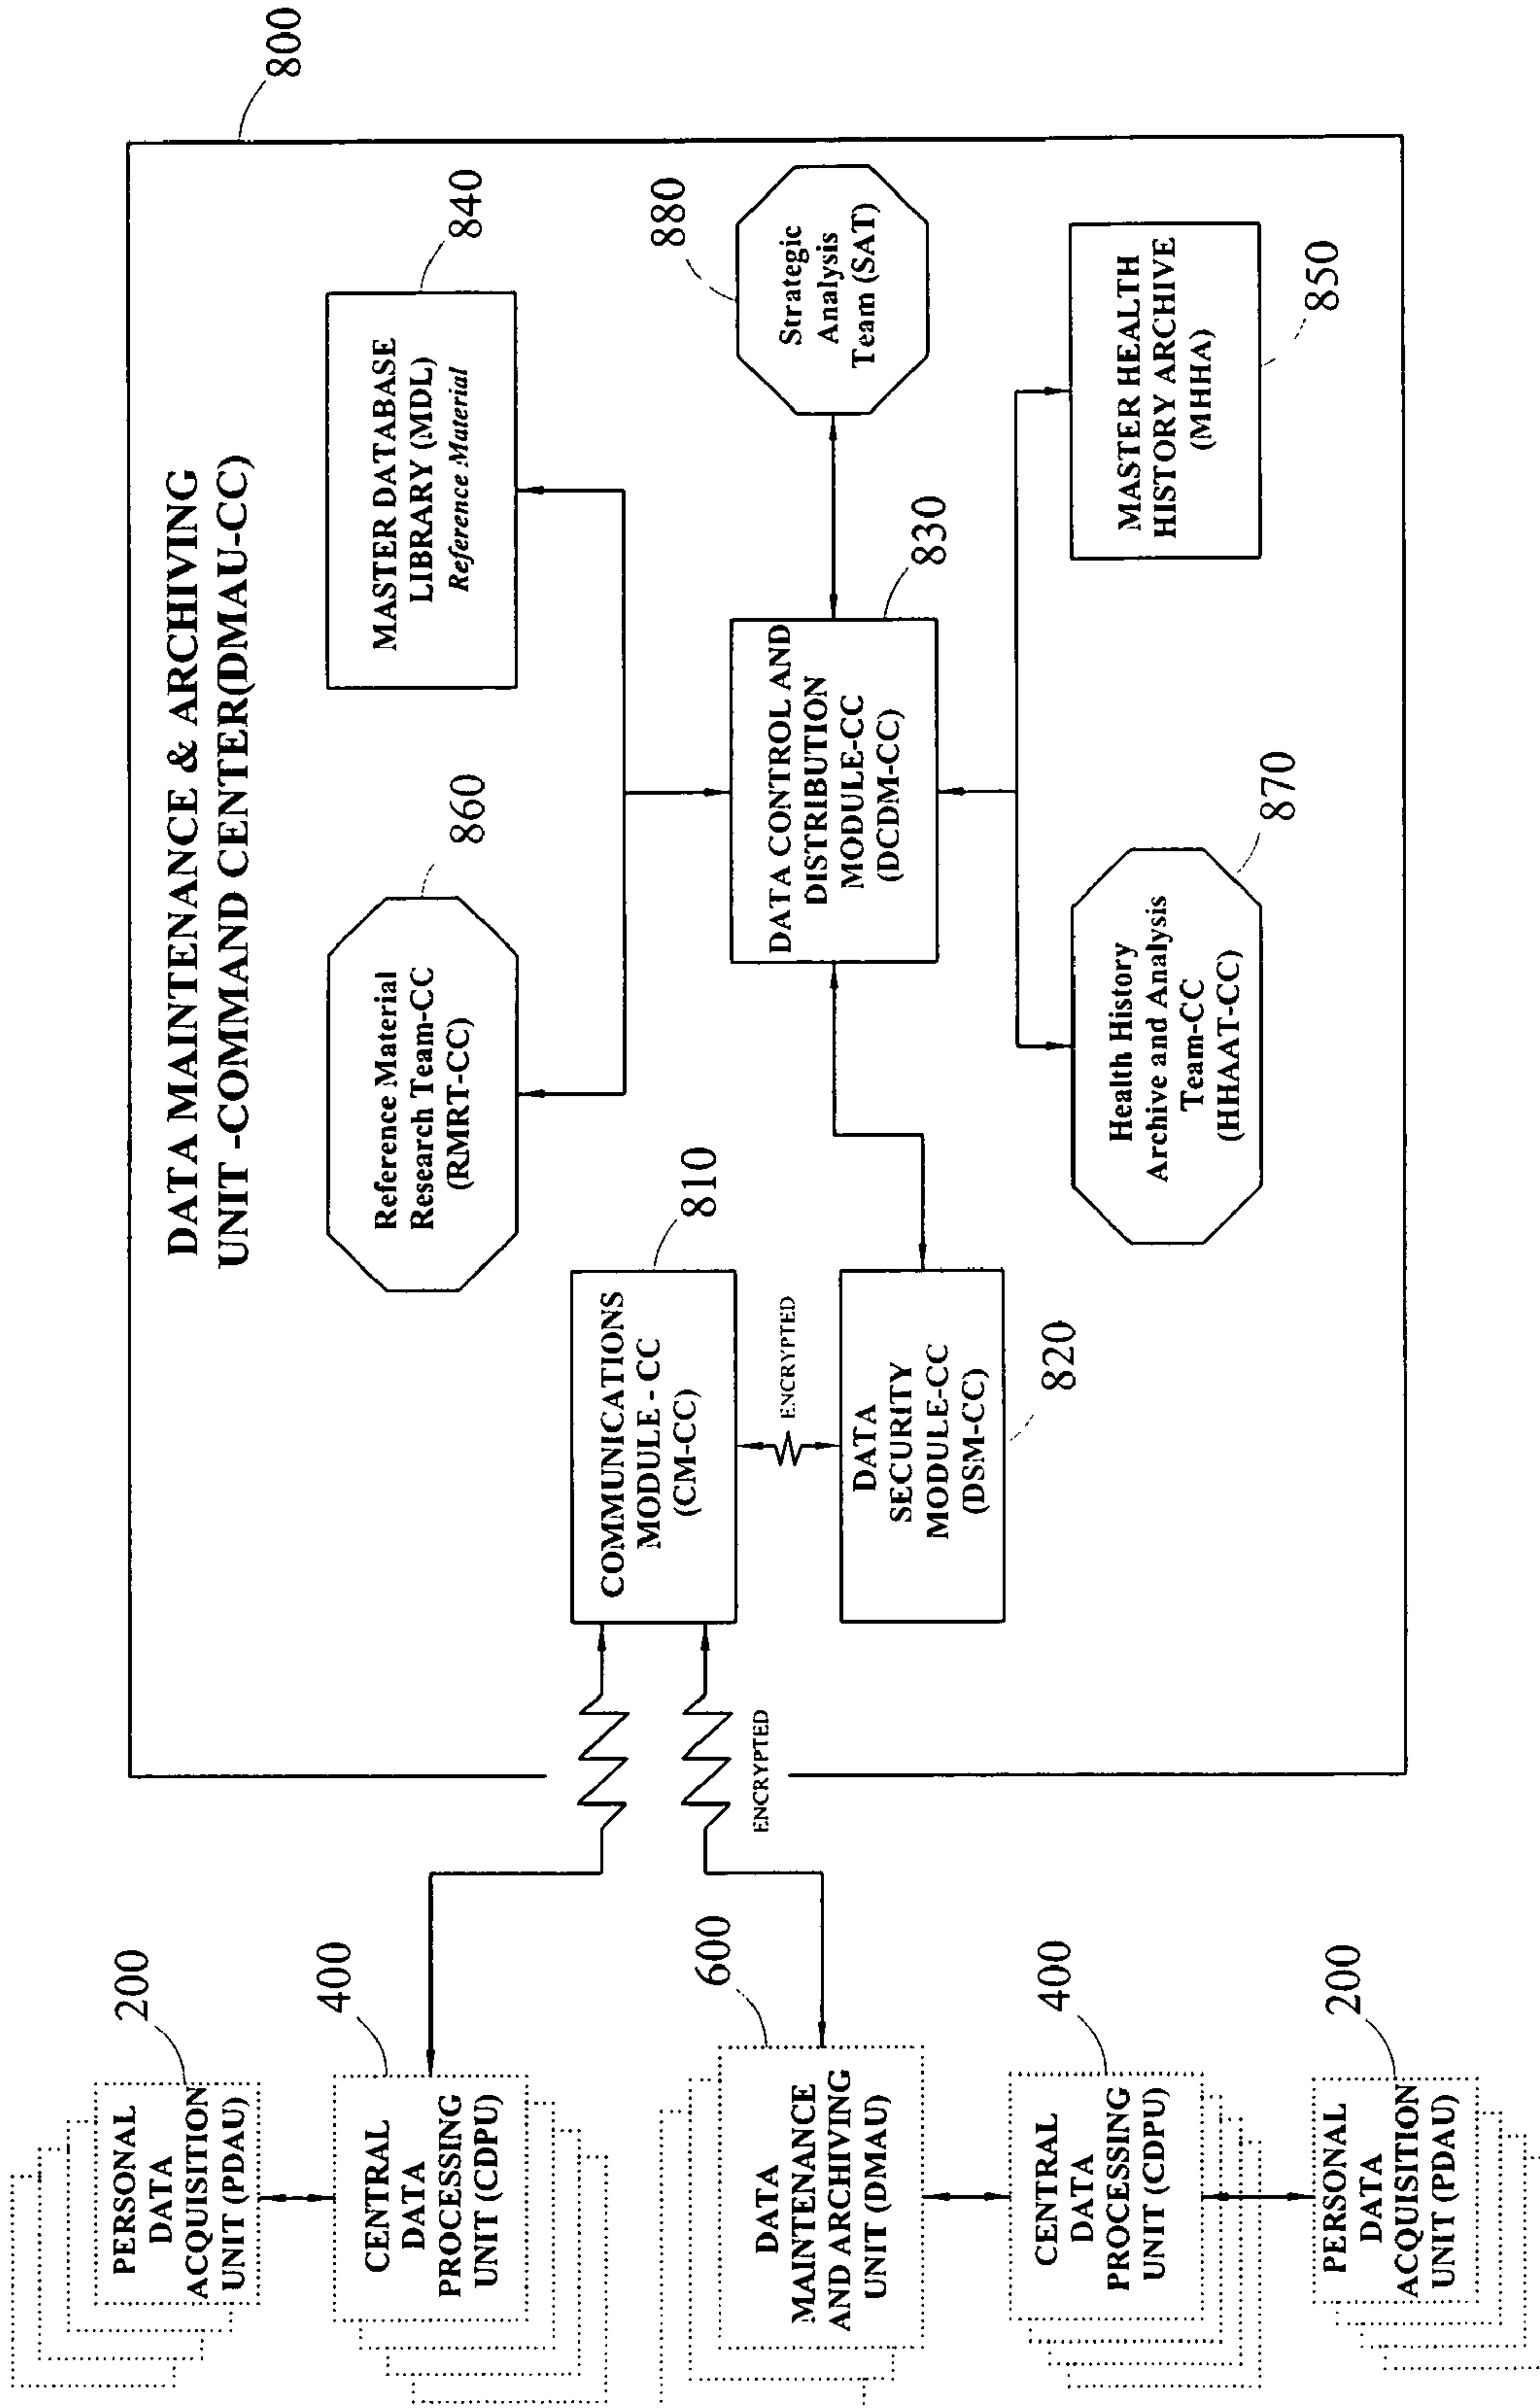 800
DATA MAINTENANCE & ARCHIVING
UNIT -COMMAND CENTER(DMAU-CC)
860
Reference Material
Research Team-CC
(RMRT-CC)
840
MASTER DATABASE
LIBRARY (MDL)
Reference Material
810
COMMUNICATIONS
MODULE - CC
(CM-CC)
ENCRYPTED
DATA
SECURITY
MODULE-CC
(DSM-CC)
820
830
DATA CONTROL AND
DISTRIBUTION
MODULE-CC
(DCDM-CC)
880
Strategic
Analysis
Team (SAT)
870
Health History
Archive and Analysis
Team-CC
(HHAAT-CC)
MASTER HEALTH
HISTORY ARCHIVE
(MHHA)
850
ENCRYPTED
200
PERSONAL
DATA
ACQUISITION
UNIT (PDAU)
400
CENTRAL
DATA
PROCESSING
UNIT (CDPU)
600
DATA
MAINTENANCE
AND ARCHIVING
UNIT (DMAU)
400
CENTRAL
DATA
PROCESSING
UNIT (CDPU)
200
PERSONAL
DATA
ACQUISITION
UNIT (PDAU)